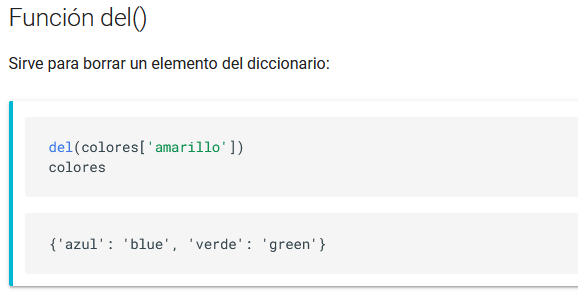 Función del()
Sirve para borrar un elemento del diccionario:
del(colores['amarillo'])
colores
{'azul': 'blue', 'verde': 'green'}